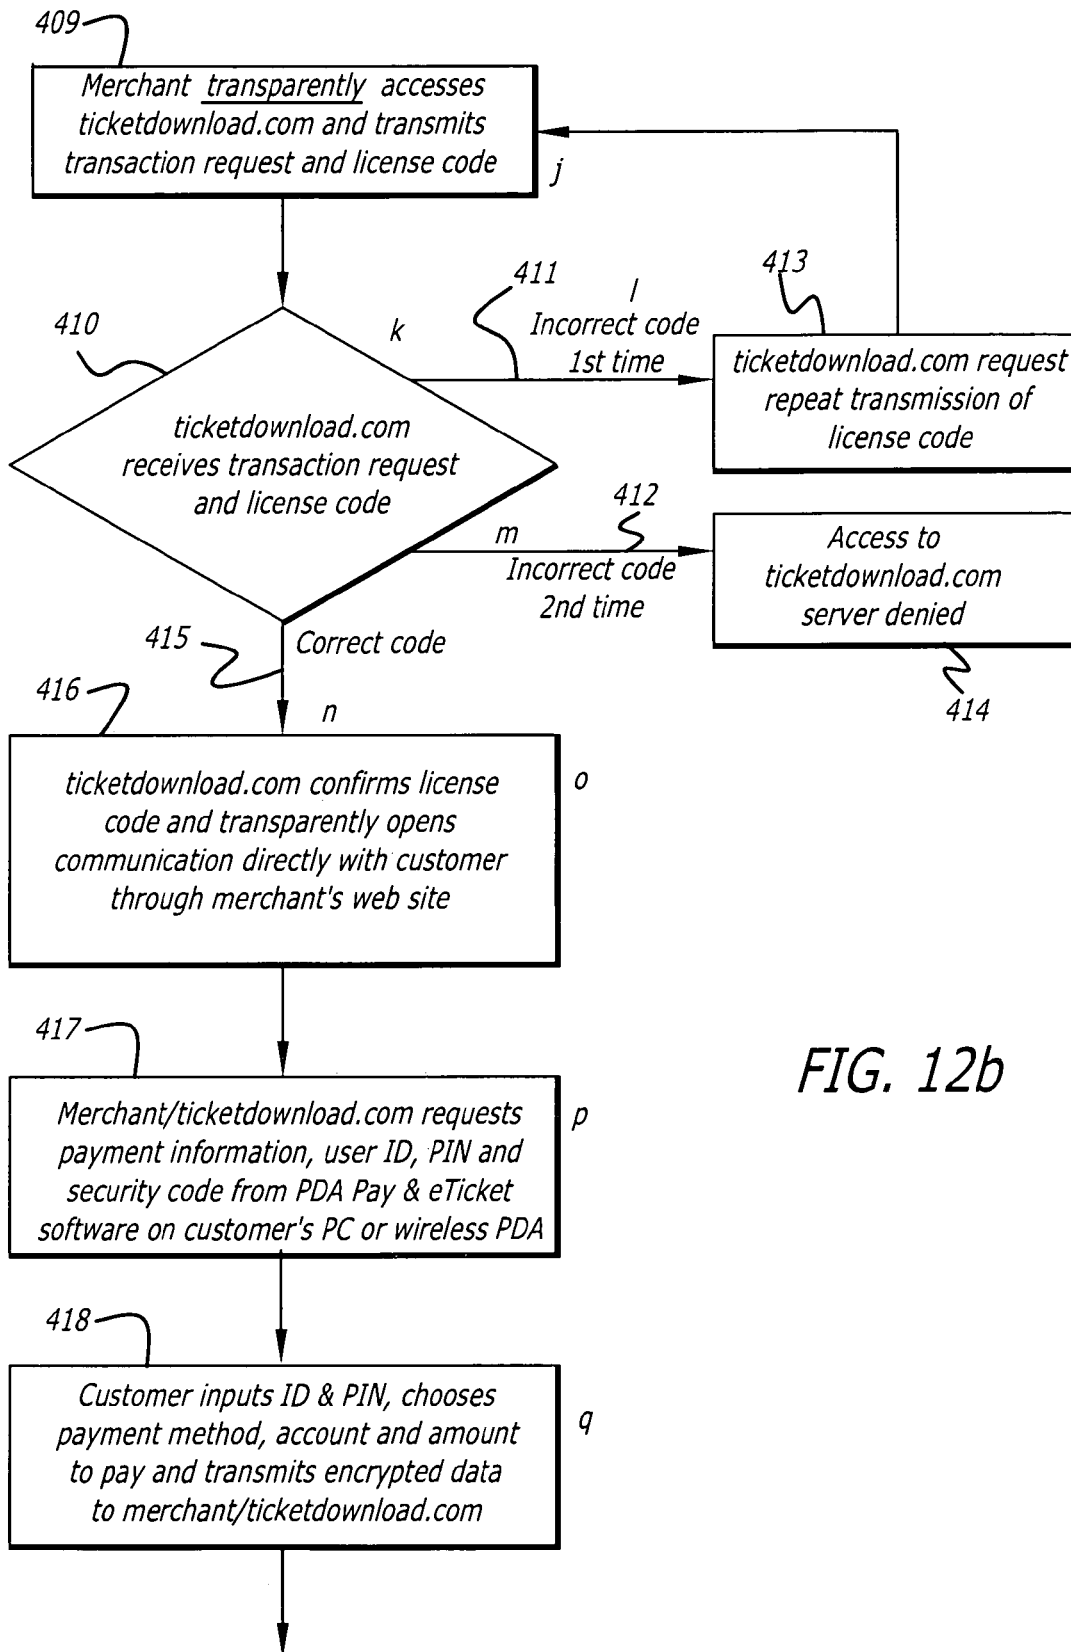 409
Merchant transparently accesses
ticketdownload.com and transmits
transaction request and license code
j
410
k
411
l
Incorrect code
1st time
413
ticketdownload.com request
repeat transmission of
license code
ticketdownload.com
receives transaction request
and license code
m
412
Incorrect code
2nd time
Access to
ticketdownload.com
server denied
414
415
Correct code
n
416
ticketdownload.com confirms license
code and transparently opens
communication directly with customer
through merchant's web site
o
417
Merchant/ticketdownload.com requests
payment information, user ID, PIN and
security code from PDA Pay & eTicket
software on customer's PC or wireless PDA
p
FIG. 12b
418
Customer inputs ID & PIN, chooses
payment method, account and amount
to pay and transmits encrypted data
to merchant/ticketdownload.com
q